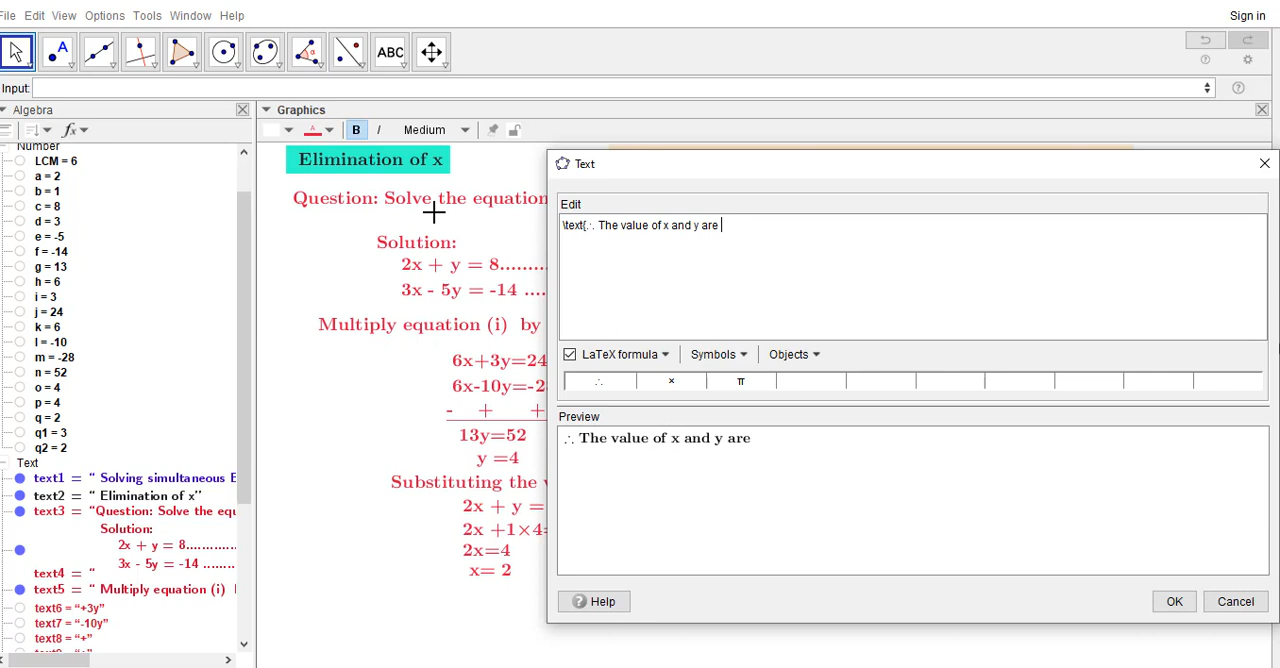 File Edit View Options Tools Window Help Sign in
A ABC
Input:
Algebra
Graphics
fx
A B I Medium
Number
LCM = 6
a = 2
b = 1
c = 8
d = 3
e = -5
f = -14
g = 13
h = 6
i = 3
j = 24
k = 6
l = -10
m = -28
n = 52
o = 4
p = 4
q = 2
q1 = 3
q2 = 2
Text
text1 = “ Solving simultaneous E
text2 = “ Elimination of x”
text3 = “Question: Solve the equ
Solution:
2x + y = 8...........
3x - 5y = -14 ........
text4 = “
text5 = “ Multiply equation (i)
text6 = “+3y”
text7 = “-10y”
text8 = “+”
Elimination of x
Question: Solve the equation
Solution:
2x + y = 8.......
3x - 5y = -14 ....
Multiply equation (i) by
6x+3y=24
6x-10y=-2
- + +
13y=52
y =4
Substituting the
2x + y =
2x +1×4=
2x=4
x= 2
Text
Edit
\text{∴ The value of x and y are
LaTeX formula Symbols Objects
∴ × π
Preview
∴ The value of x and y are
Help OK Cancel